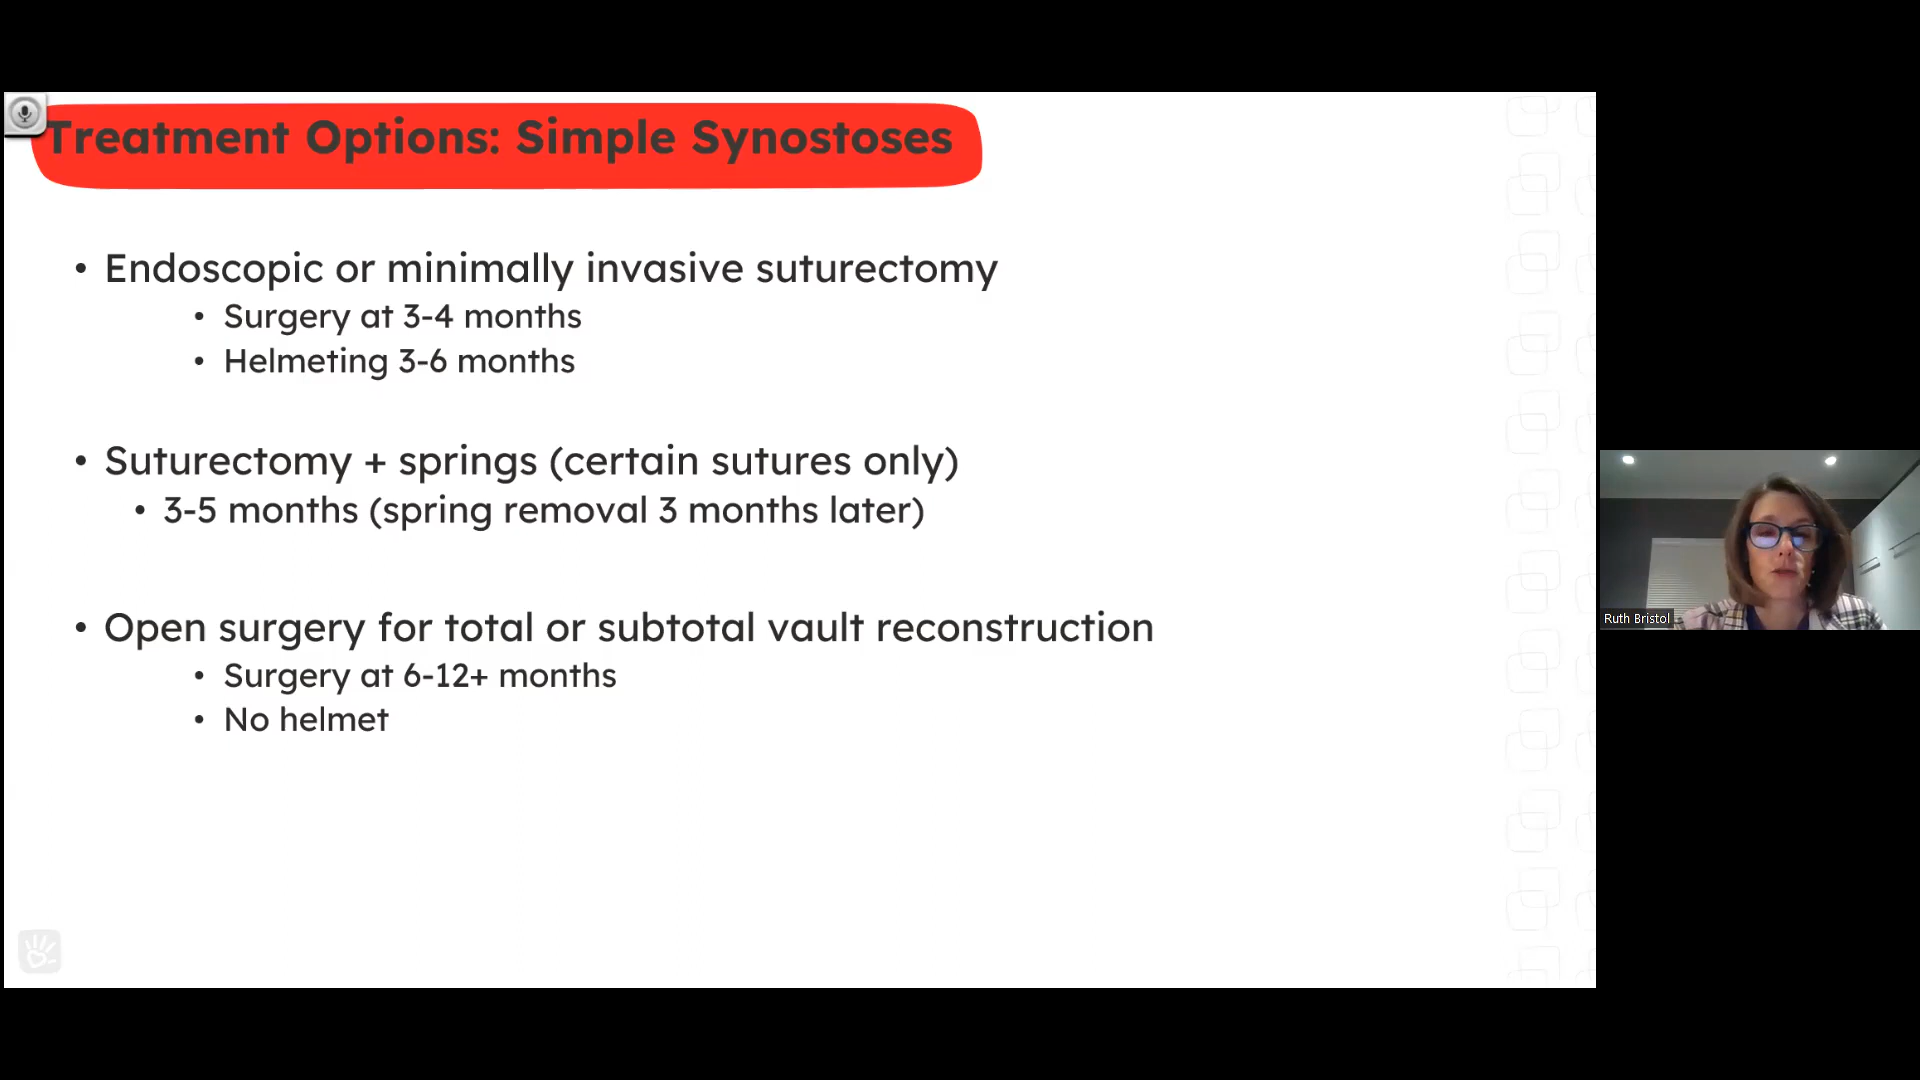 Treatment Options: Simple Synostoses
• Endoscopic or minimally invasive suturectomy
• Surgery at 3-4 months
• Helmeting 3-6 months
• Suturectomy + springs (certain sutures only)
• 3-5 months (spring removal 3 months later)
• Open surgery for total or subtotal vault reconstruction
• Surgery at 6-12+ months
• No helmet
Ruth Bristol